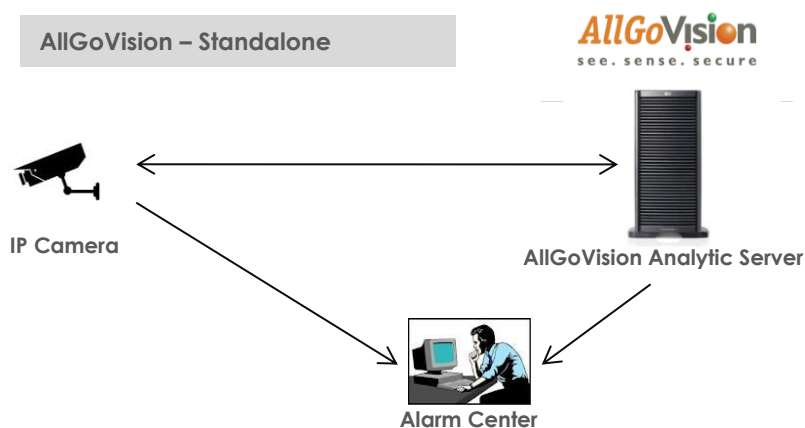 AllGoVision – Standalone
AllGoVision
see. sense. secure
IP Camera
AllGoVision Analytic Server
Alarm Center